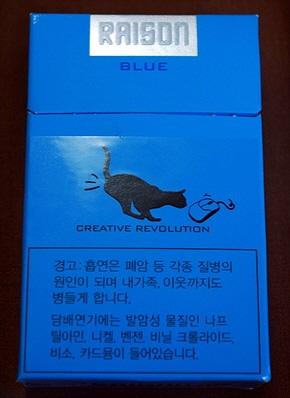 RAISON
BLUE
CREATIVE REVOLUTION
경고: 흡연은 폐암 등 각종 질병의
원인이 되며 내가족, 이웃까지도
병들게 합니다.
담배연기에는 발암성 물질인 나프
틸아민, 니켈, 벤젠, 비닐 크롤라이드,
비소, 카드뮴이 들어있습니다.